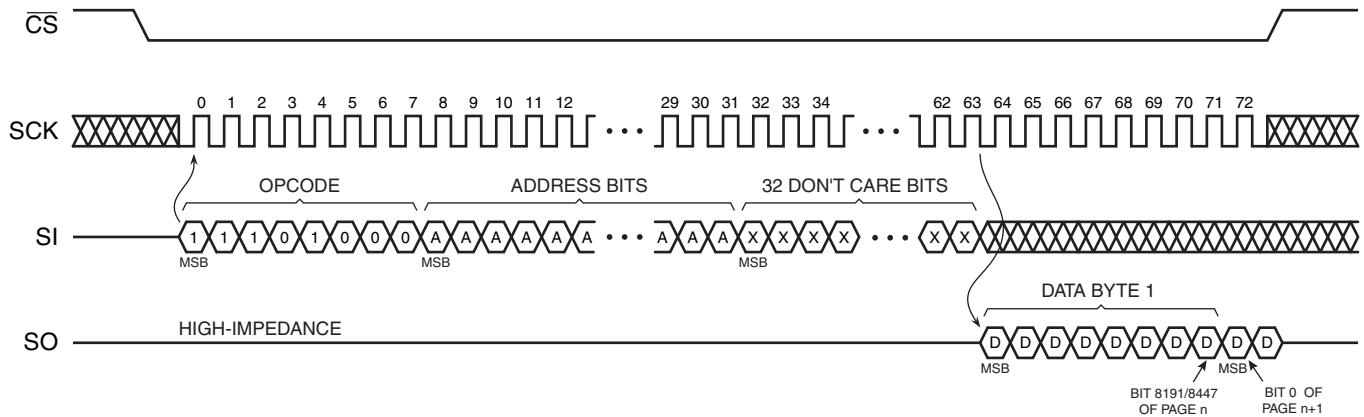 CS
0 1 2 3 4 5 6 7 8 9 10 11 12 29 30 31 32 33 34 62 63 64 65 66 67 68 69 70 71 72
SCK
OPCODE ADDRESS BITS 32 DON'T CARE BITS
SI 1 1 1 0 1 0 0 0 A A A A A A A A A X X X X X X
MSB MSB MSB
DATA BYTE 1
HIGH-IMPEDANCE
SO D D D D D D D D D D
MSB MSB
BIT 8191/8447
OF PAGE n
BIT 0 OF
PAGE n+1